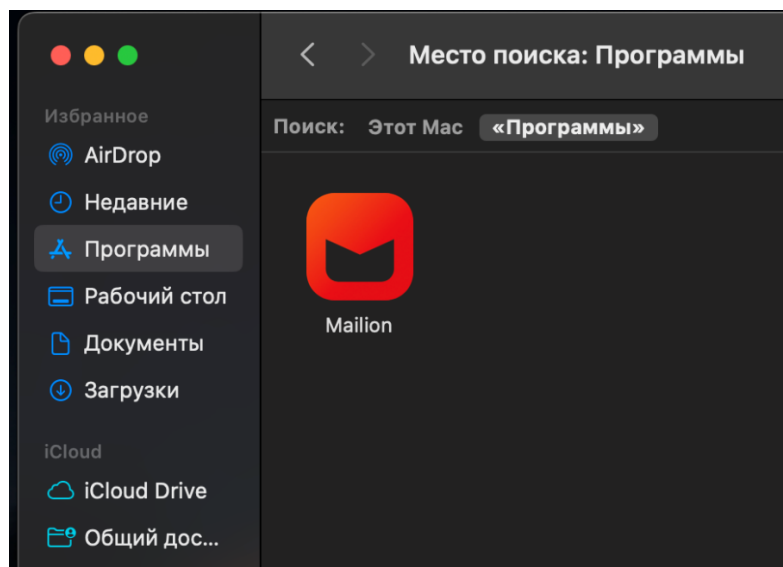 Место поиска: Программы
Избранное
AirDrop
Недавние
Программы
Рабочий стол
Документы
Загрузки
iCloud
iCloud Drive
Общий дос...
Поиск: Этот Mac «Программы»
Mailion